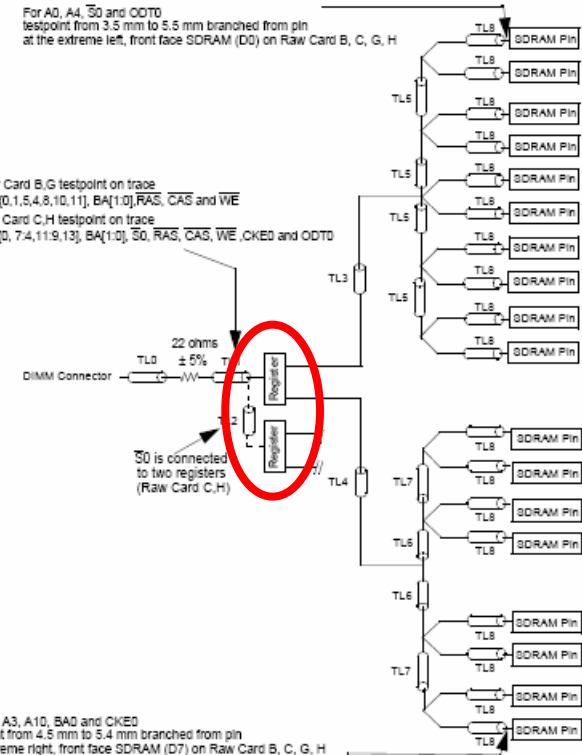 For A0, A4, S0 and ODT0
testpoint from 3.5 mm to 5.5 mm branched from pin
at the extreme left, front face SDRAM (D0) on Raw Card B, C, G, H
TL8
SDRAM Pin
TL8
SDRAM Pin
TL5
TL8
SDRAM Pin
TL8
SDRAM Pin
TL5
TL8
SDRAM Pin
TL5
TL8
SDRAM Pin
Card B,G testpoint on trace
[0,1,5,4,8,10,11], BA[1:0],RAS, CAS and WE
Card C,H testpoint on trace
[0, 7:4,11:9,13], BA[1:0], S0, RAS, CAS, WE ,CKE0 and ODT0
TL8
SDRAM Pin
TL8
SDRAM Pin
TL3
TL5
TL8
SDRAM Pin
TL8
SDRAM Pin
22 ohms
± 5%
TL0
DIMM Connector
Register
Register
S0 is connected
to two registers
(Raw Card C,H)
TL4
TL8
SDRAM Pin
TL7
TL8
SDRAM Pin
TL8
SDRAM Pin
TL6
TL8
SDRAM Pin
TL6
TL8
SDRAM Pin
TL8
SDRAM Pin
TL7
TL8
SDRAM Pin
TL8
SDRAM Pin
A3, A10, BA0 and CKE0
t from 4.5 mm to 5.4 mm branched from pin
eme right, front face SDRAM (D7) on Raw Card B, C, G, H